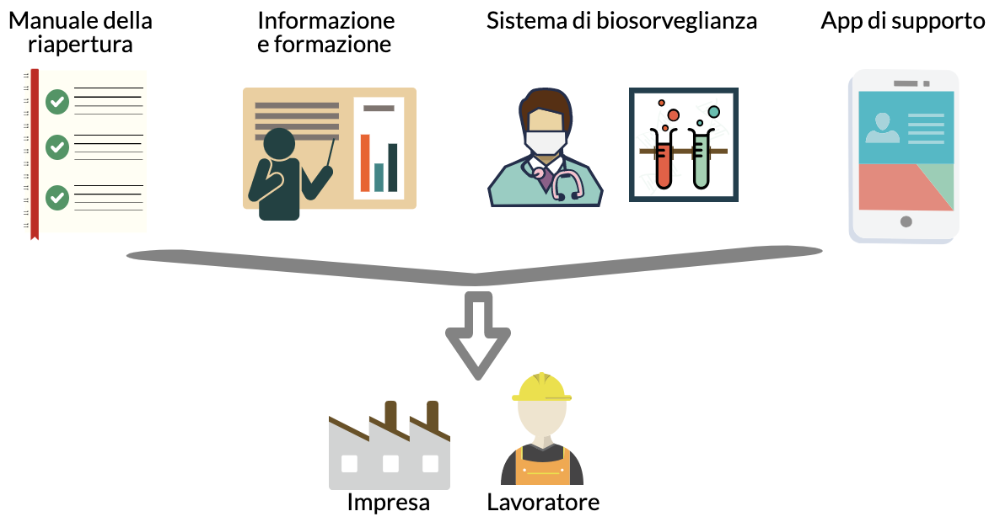 Manuale della
riapertura
Informazione
e formazione
Sistema di biosorveglianza
App di supporto
Impresa
Lavoratore